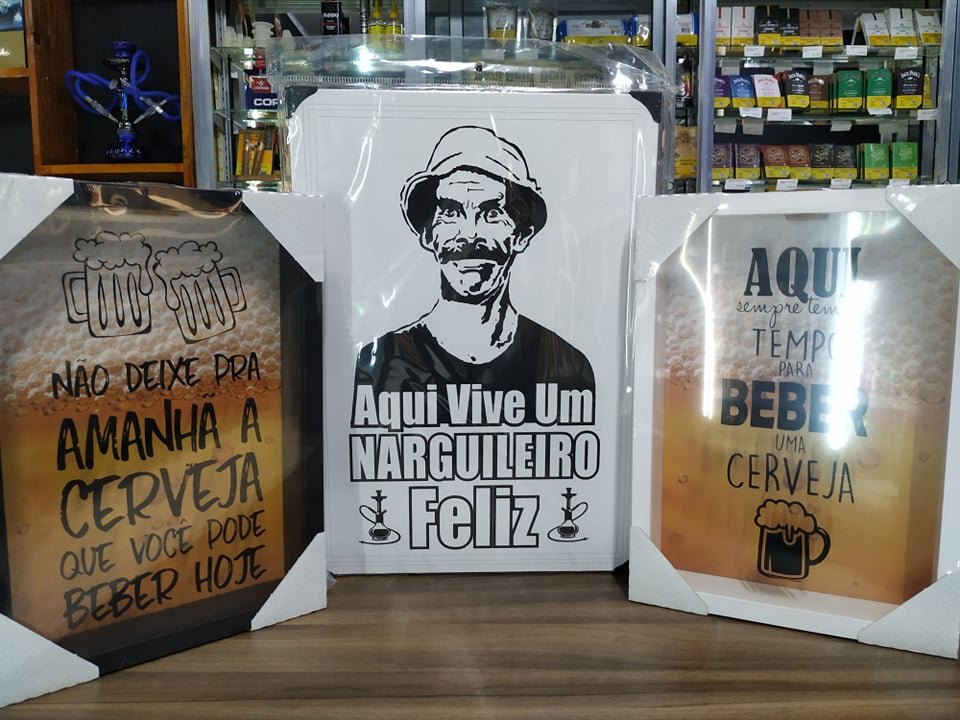 NÃO DEIXE PRA
AMANHÃ A
CERVEJA
QUE VOCÊ PODE
BEBER HOJE
Aqui Vive Um
NARGUILEIRO
Feliz
AQUI
sempre tem
TEMPO
PARA
BEBER
UMA
CERVEJA